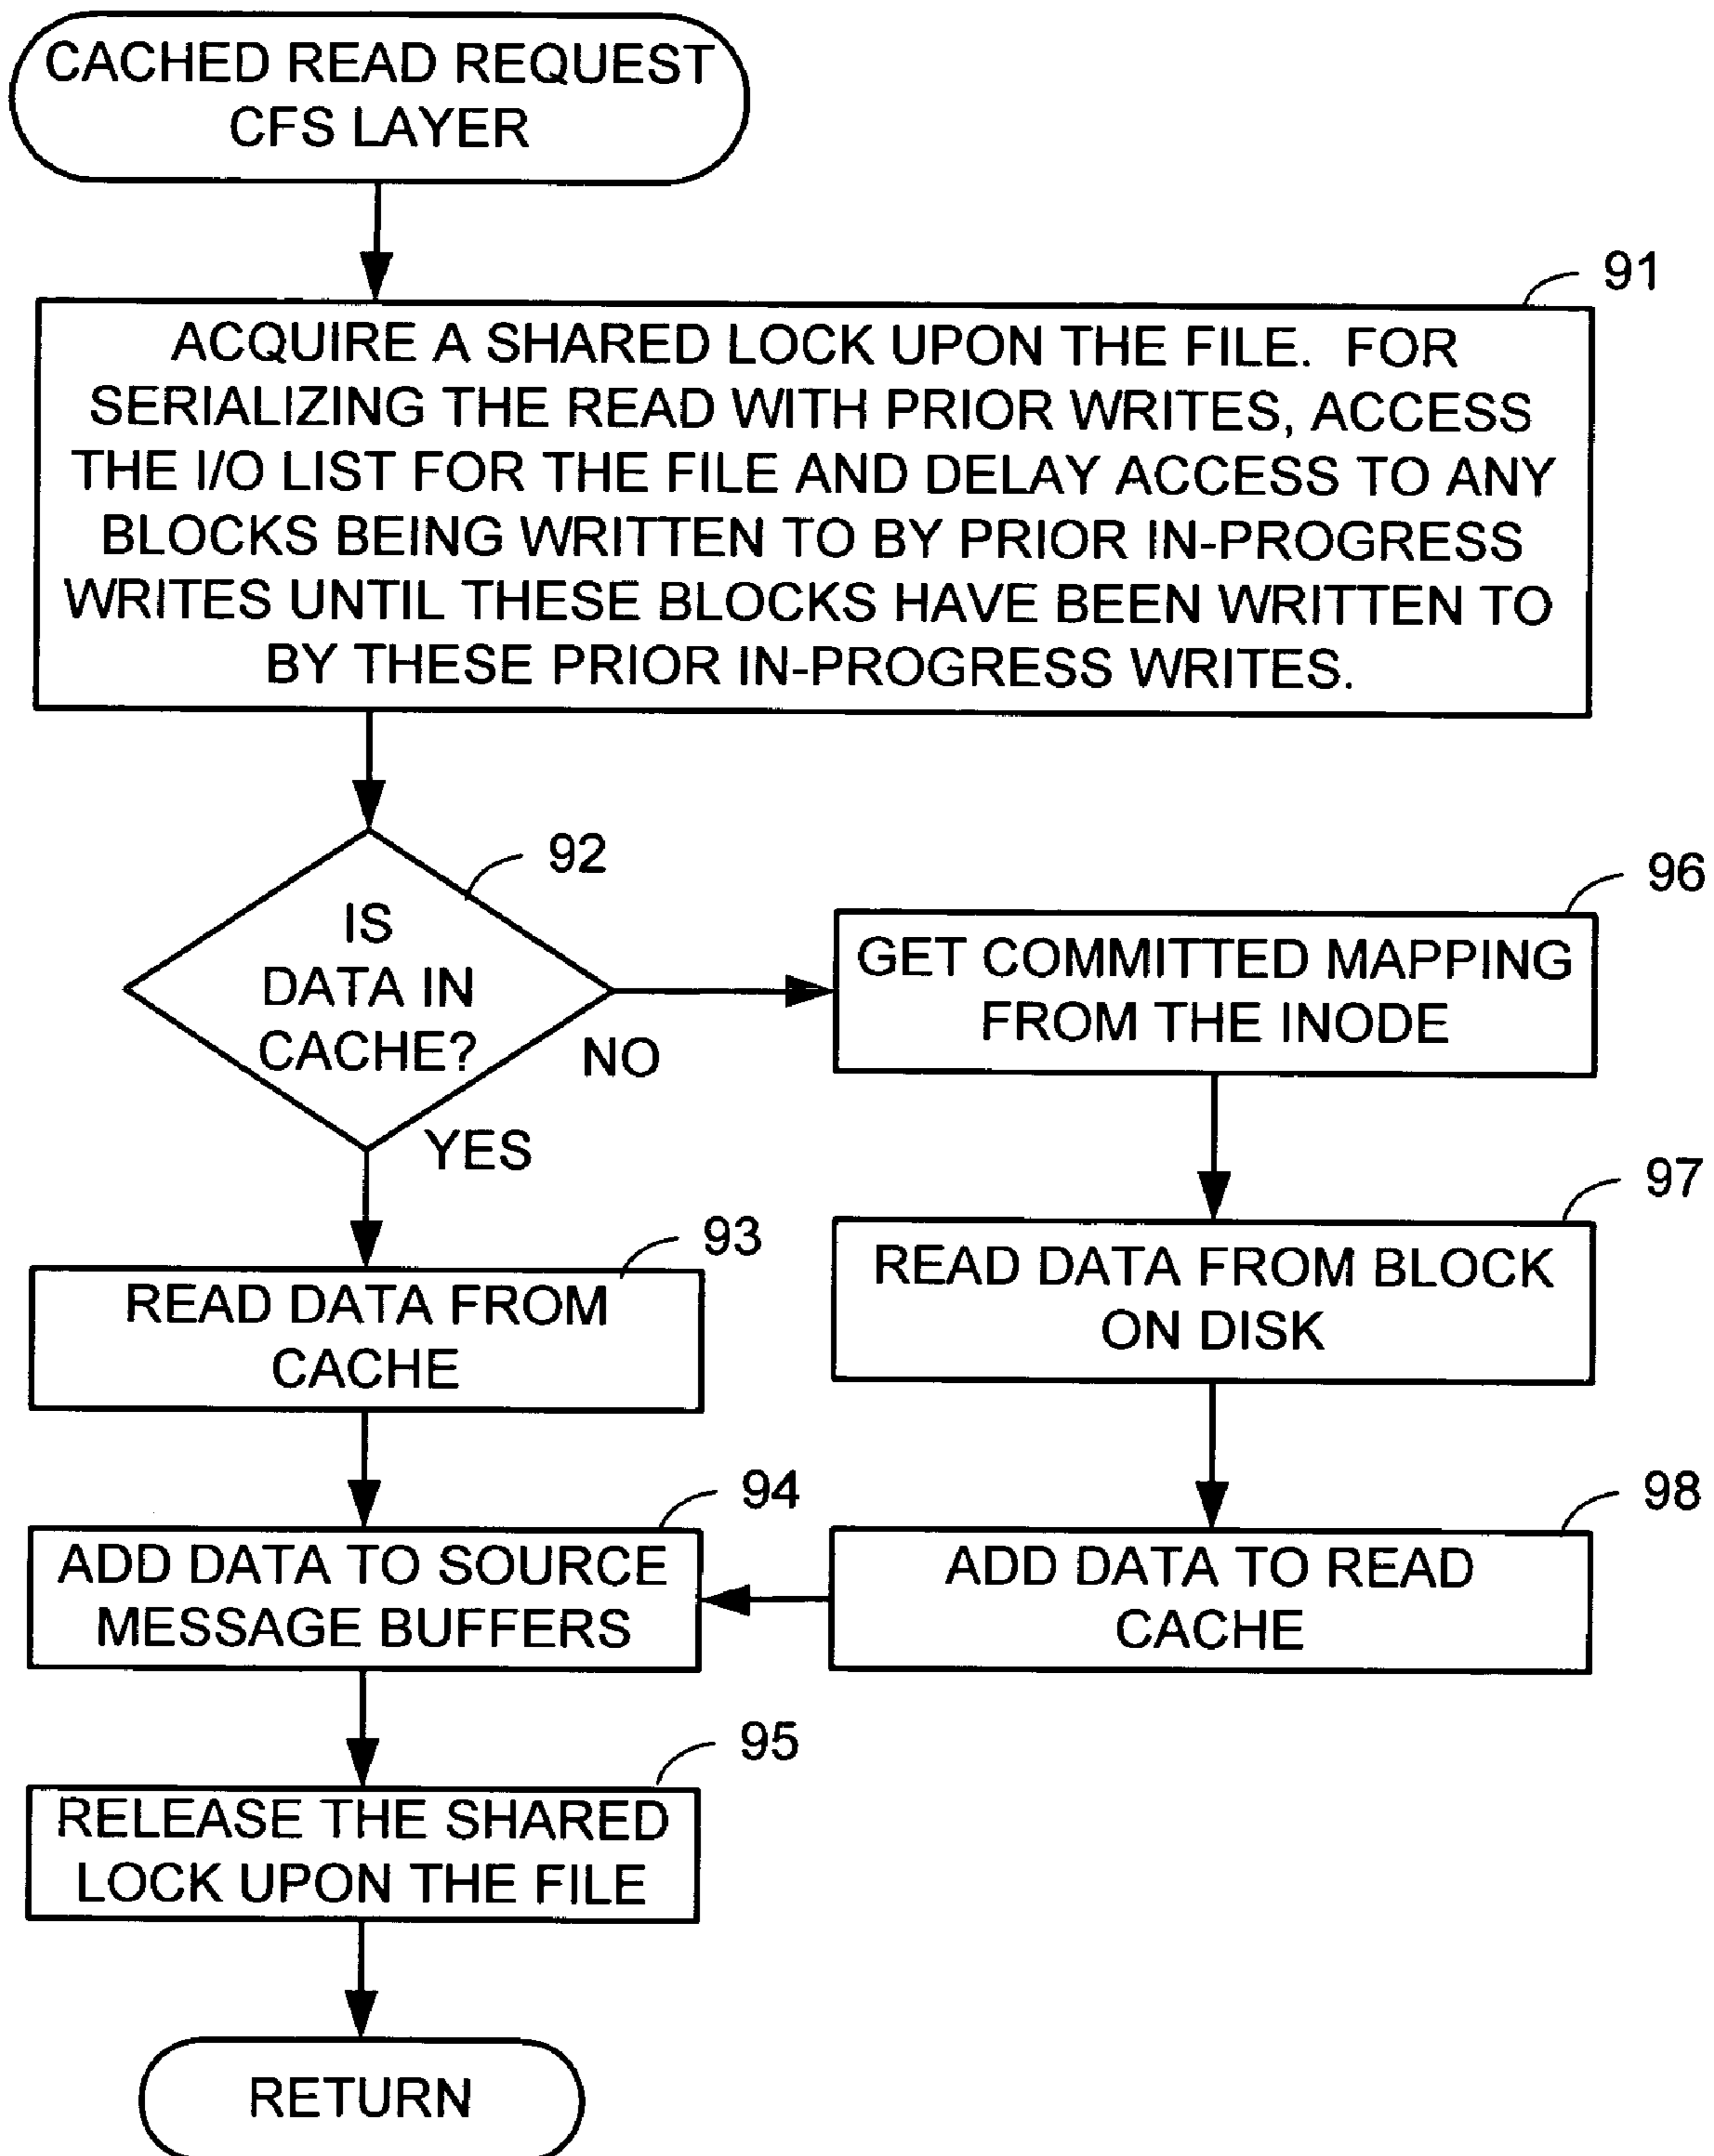 CACHED READ REQUEST
CFS LAYER
91
ACQUIRE A SHARED LOCK UPON THE FILE.  FOR
SERIALIZING THE READ WITH PRIOR WRITES, ACCESS
THE I/O LIST FOR THE FILE AND DELAY ACCESS TO ANY
BLOCKS BEING WRITTEN TO BY PRIOR IN-PROGRESS
WRITES UNTIL THESE BLOCKS HAVE BEEN WRITTEN TO
BY THESE PRIOR IN-PROGRESS WRITES.
92
IS
DATA IN
CACHE?
NO
YES
96
GET COMMITTED MAPPING
FROM THE INODE
97
READ DATA FROM BLOCK
ON DISK
93
READ DATA FROM
CACHE
94
ADD DATA TO SOURCE
MESSAGE BUFFERS
98
ADD DATA TO READ
CACHE
95
RELEASE THE SHARED
LOCK UPON THE FILE
RETURN